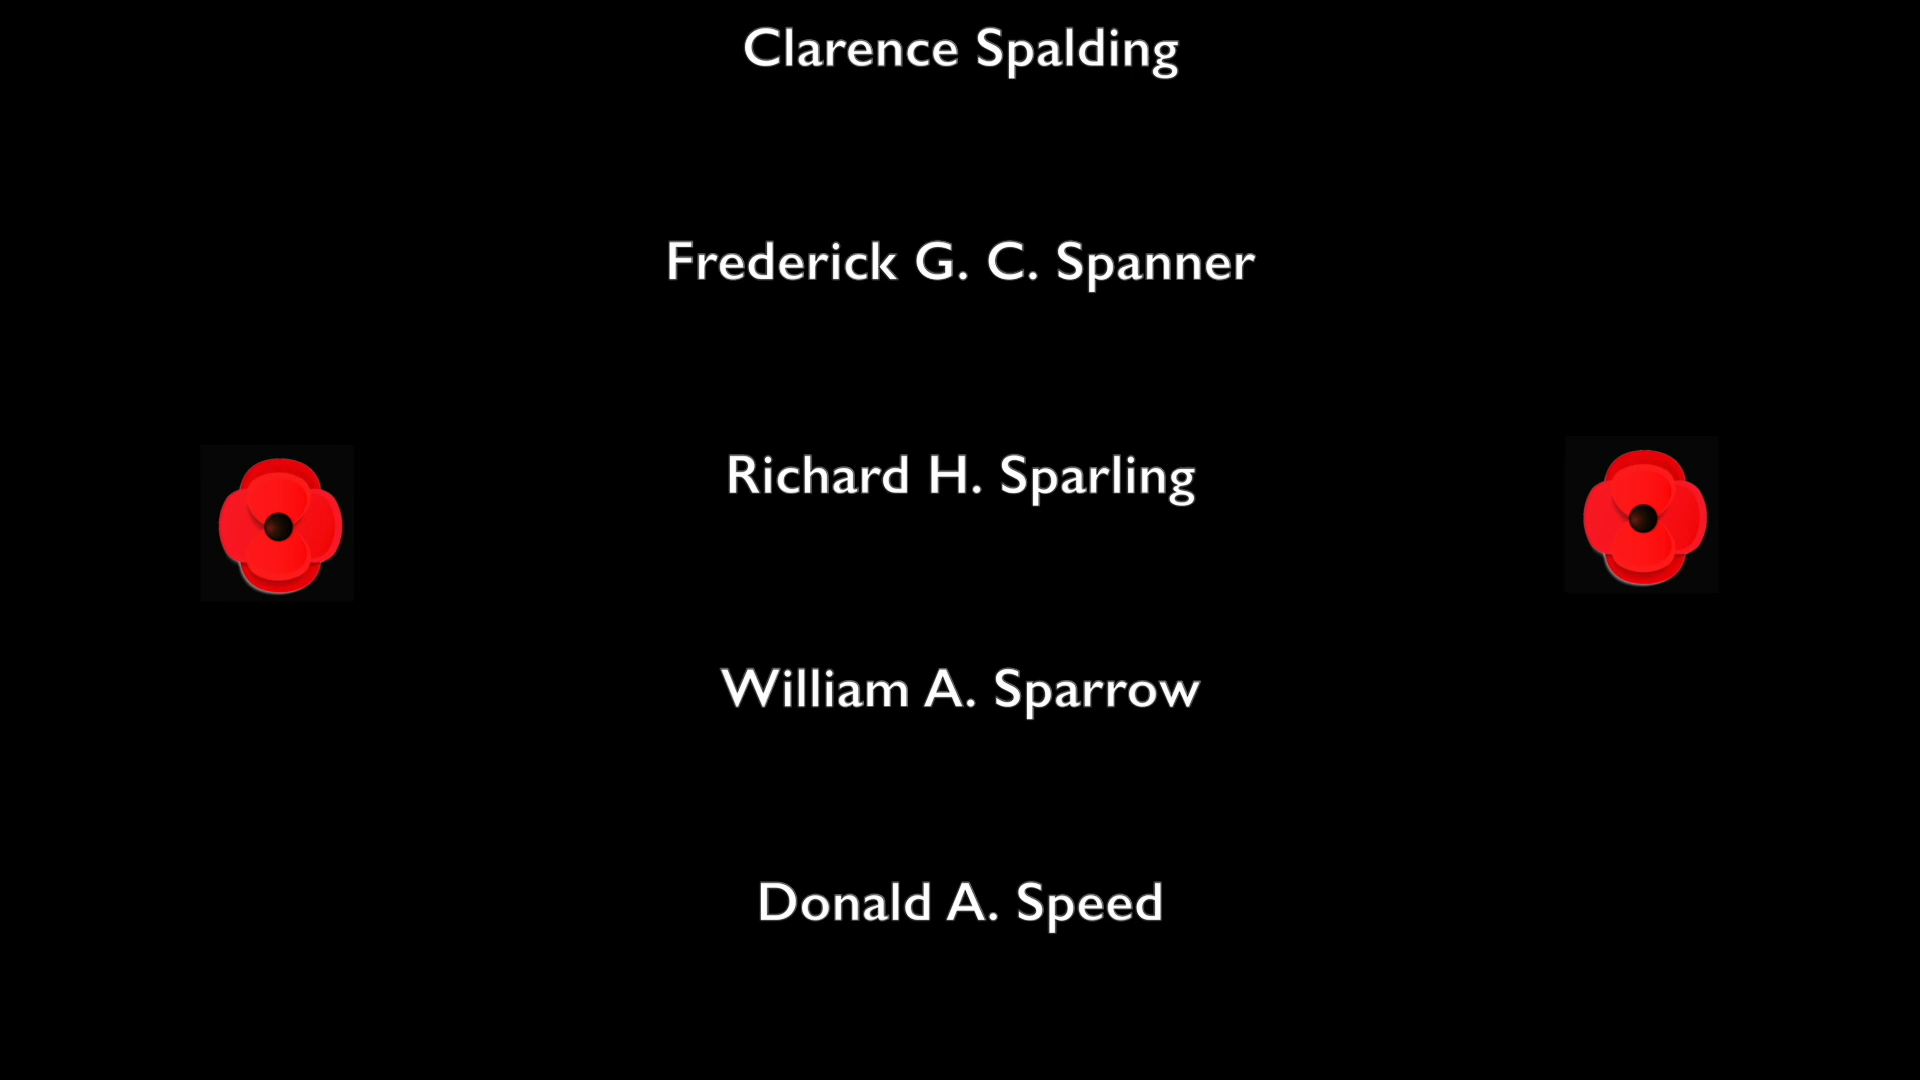 Clarence Spalding
Frederick G. C. Spanner
Richard H. Sparling
William A. Sparrow
Donald A. Speed